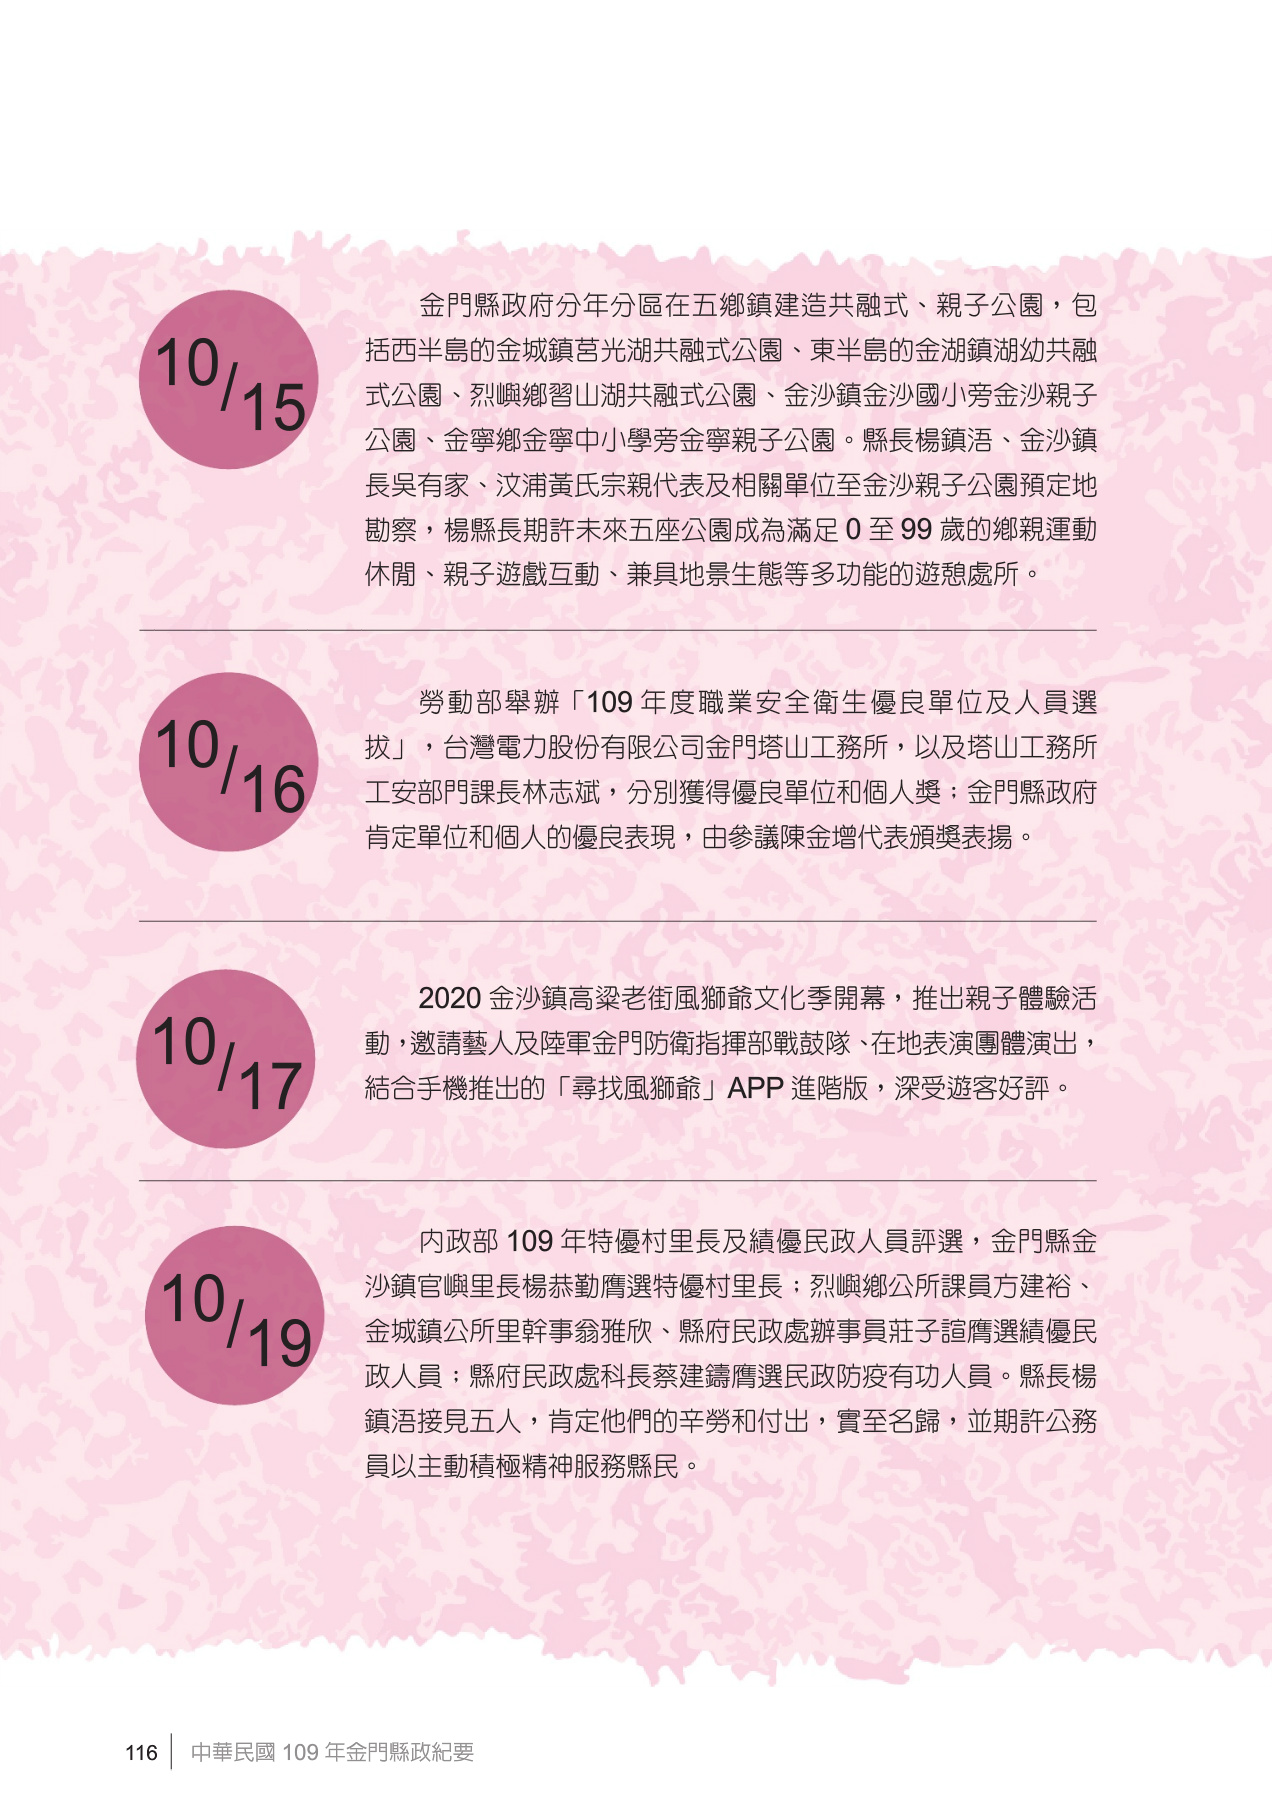 10/15
金門縣政府分年分區在五鄉鎮建造共融式、親子公園，包
括西半島的金城鎮莒光湖共融式公園、東半島的金湖鎮湖幼共融
式公園、烈嶼鄉習山湖共融式公園、金沙鎮金沙國小旁金沙親子
公園、金寧鄉金寧中小學旁金寧親子公園。縣長楊鎮浯、金沙鎮
長吳有家、汶浦黃氏宗親代表及相關單位至金沙親子公園預定地
勘察，楊縣長期許未來五座公園成為滿足 0 至 99 歲的鄉親運動
休閒、親子遊戲互動、兼具地景生態等多功能的遊憩處所。
10/16
勞動部舉辦「109 年度職業安全衛生優良單位及人員選
拔」，台灣電力股份有限公司金門塔山工務所，以及塔山工務所
工安部門課長林志斌，分別獲得優良單位和個人獎；金門縣政府
肯定單位和個人的優良表現，由參議陳金增代表頒獎表揚。
10/17
2020 金沙鎮高粱老街風獅爺文化季開幕，推出親子體驗活
動，邀請藝人及陸軍金門防衛指揮部戰鼓隊、在地表演團體演出，
結合手機推出的「尋找風獅爺」APP 進階版，深受遊客好評。
10/19
內政部 109 年特優村里長及績優民政人員評選，金門縣金
沙鎮官嶼里長楊恭勤膺選特優村里長；烈嶼鄉公所課員方建裕、
金城鎮公所里幹事翁雅欣、縣府民政處辦事員莊子諠膺選績優民
政人員；縣府民政處科長蔡建鑄膺選民政防疫有功人員。縣長楊
鎮浯接見五人，肯定他們的辛勞和付出，實至名歸，並期許公務
員以主動積極精神服務縣民。
116 中華民國 109 年金門縣政紀要